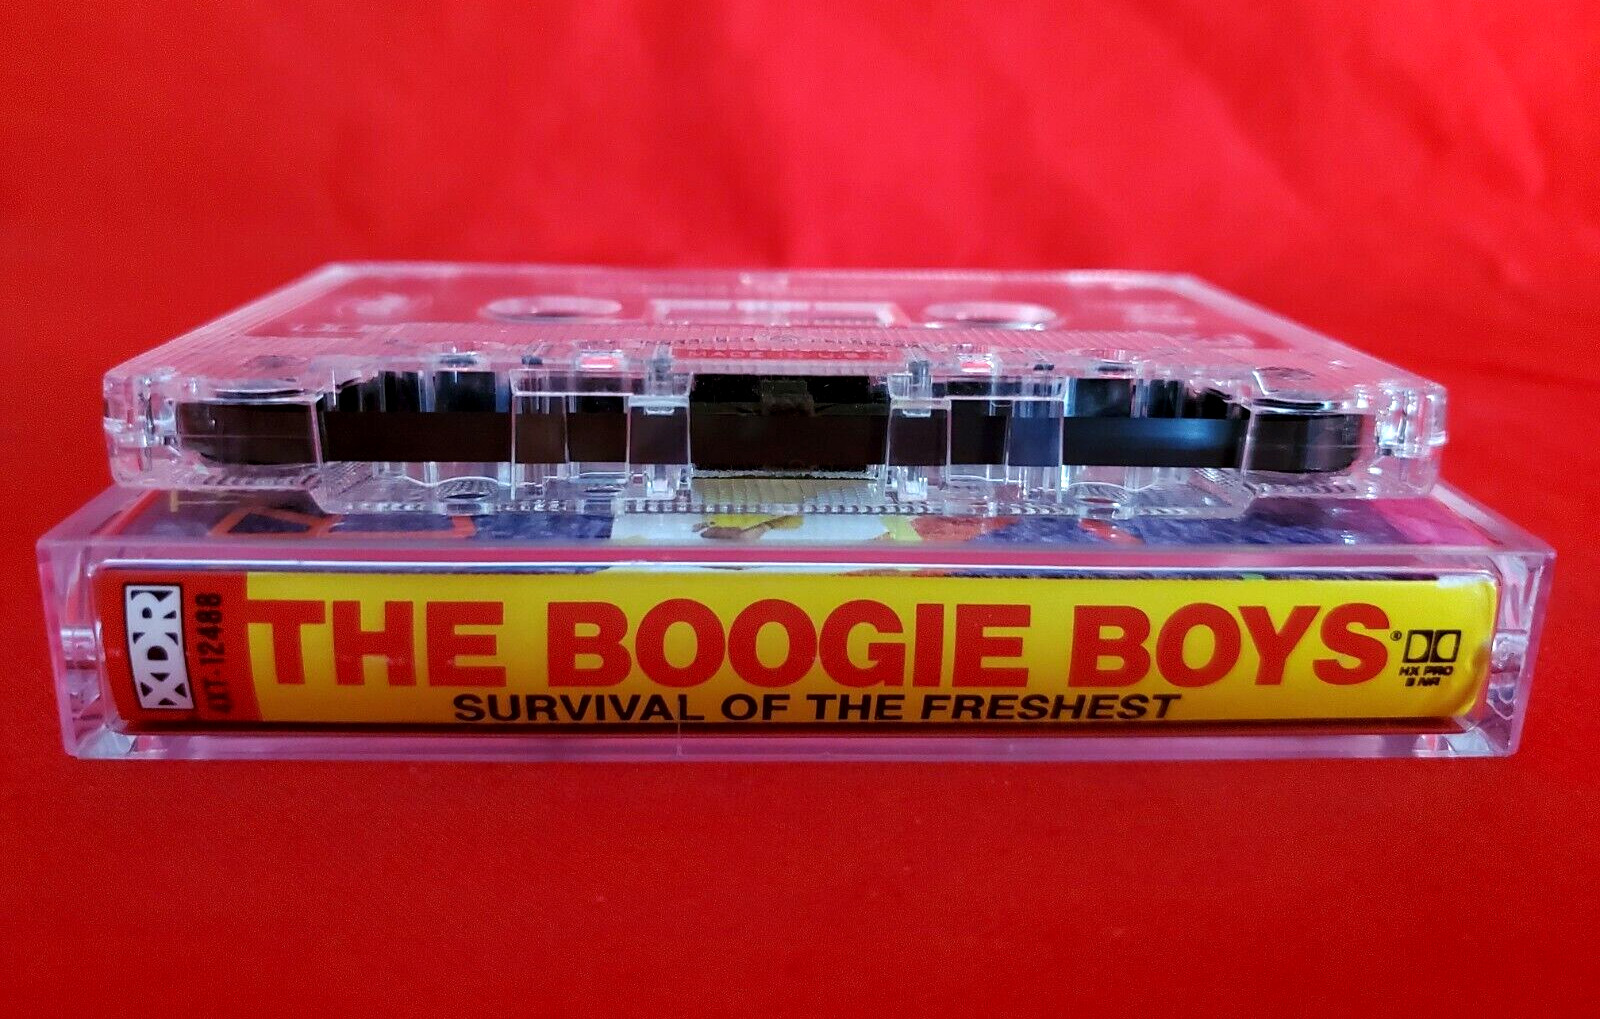 MADE IN U.S.
XDR
4XT-12488
THE BOOGIE BOYS®
SURVIVAL OF THE FRESHEST
HX PRO
B NR